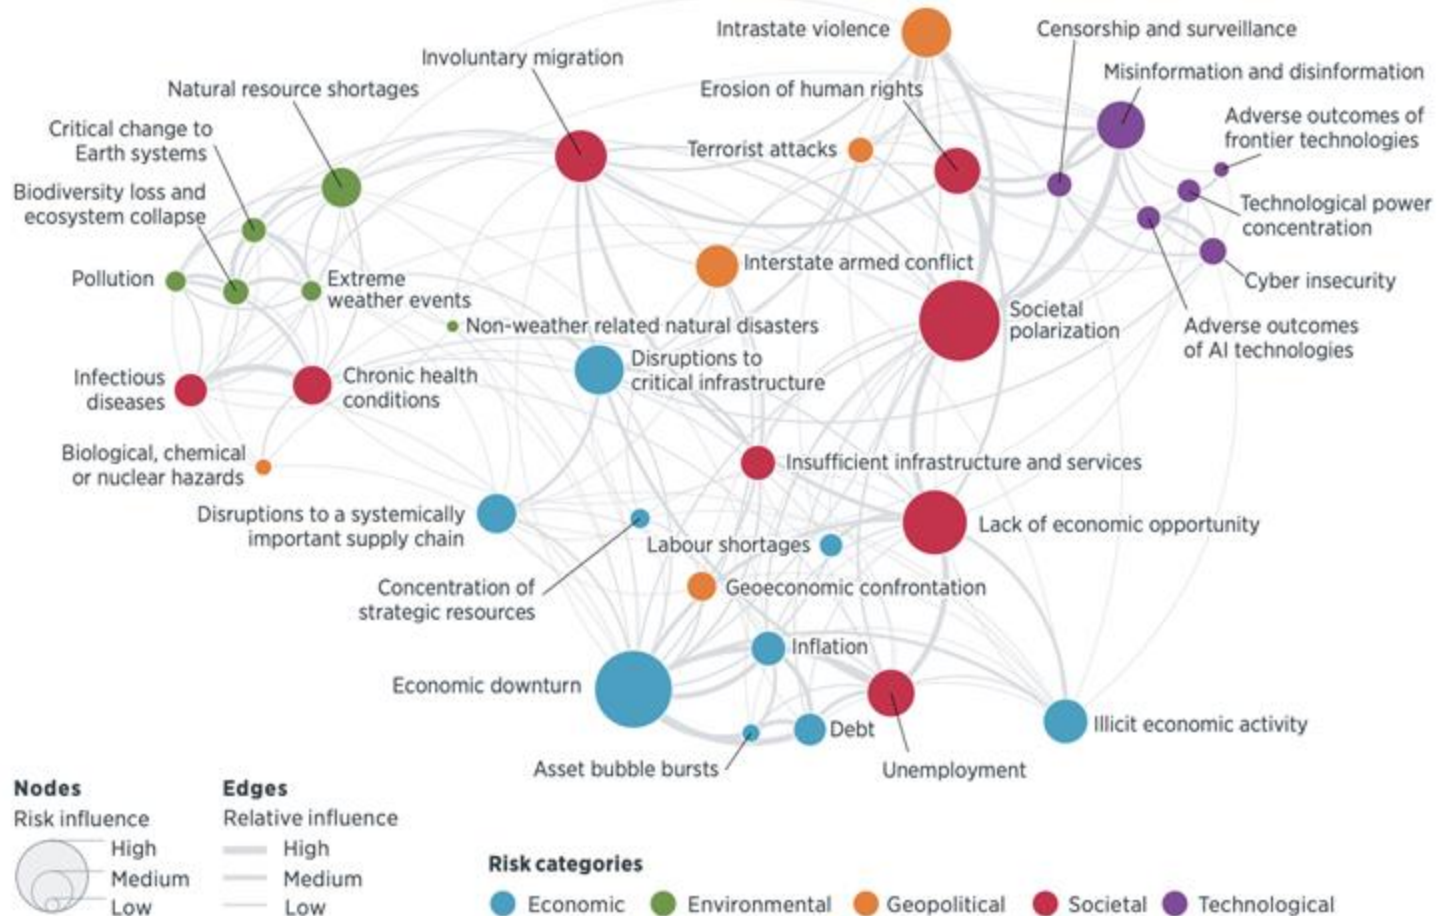 Intrastate violence
Censorship and surveillance
Involuntary migration
Misinformation and disinformation
Natural resource shortages
Erosion of human rights
Adverse outcomes of
frontier technologies
Critical change to
Earth systems
Terrorist attacks
Biodiversity loss and
ecosystem collapse
Technological power
concentration
Pollution
Extreme
weather events
Interstate armed conflict
Cyber insecurity
Non-weather related natural disasters
Societal
polarization
Adverse outcomes
of AI technologies
Disruptions to
critical infrastructure
Infectious
diseases
Chronic health
conditions
Biological, chemical
or nuclear hazards
Insufficient infrastructure and services
Disruptions to a systemically
important supply chain
Lack of economic opportunity
Labour shortages
Concentration of
strategic resources
Geoeconomic confrontation
Inflation
Economic downturn
Debt
Illicit economic activity
Asset bubble bursts
Unemployment
Nodes
Risk influence
High
Medium
Low
Edges
Relative influence
High
Medium
Low
Risk categories
Economic
Environmental
Geopolitical
Societal
Technological